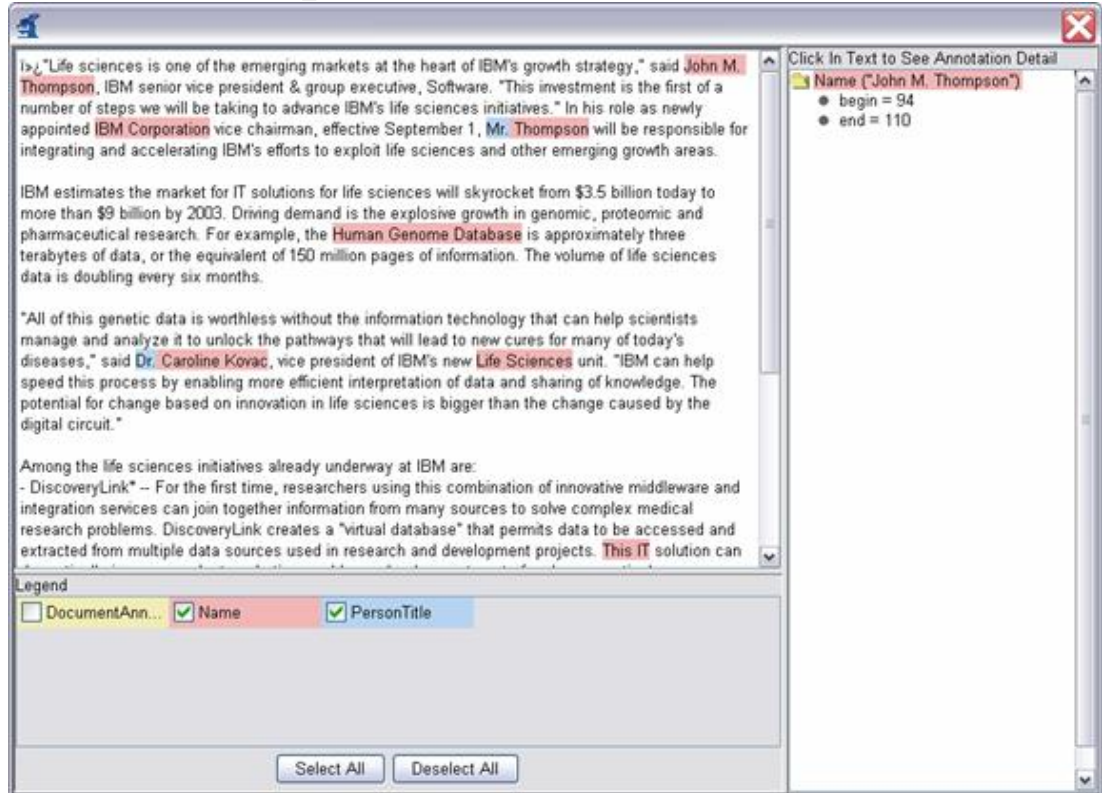 ï»¿"Life sciences is one of the emerging markets at the heart of IBM's growth strategy," said John M.
Thompson, IBM senior vice president & group executive, Software. "This investment is the first of a
number of steps we will be taking to advance IBM's life sciences initiatives." In his role as newly
appointed IBM Corporation vice chairman, effective September 1, Mr. Thompson will be responsible for
integrating and accelerating IBM's efforts to exploit life sciences and other emerging growth areas.
IBM estimates the market for IT solutions for life sciences will skyrocket from $3.5 billion today to
more than $9 billion by 2003. Driving demand is the explosive growth in genomic, proteomic and
pharmaceutical research. For example, the Human Genome Database is approximately three
terabytes of data, or the equivalent of 150 million pages of information. The volume of life sciences
data is doubling every six months.
"All of this genetic data is worthless without the information technology that can help scientists
manage and analyze it to unlock the pathways that will lead to new cures for many of today's
diseases," said Dr. Caroline Kovac, vice president of IBM's new Life Sciences unit. "IBM can help
speed this process by enabling more efficient interpretation of data and sharing of knowledge. The
potential for change based on innovation in life sciences is bigger than the change caused by the
digital circuit."
Among the life sciences initiatives already underway at IBM are:
- DiscoveryLink* -- For the first time, researchers using this combination of innovative middleware and
integration services can join together information from many sources to solve complex medical
research problems. DiscoveryLink creates a "virtual database" that permits data to be accessed and
extracted from multiple data sources used in research and development projects. This IT solution can
Click In Text to See Annotation Detail
Name ("John M. Thompson")
begin = 94
end = 110
Legend
DocumentAnn... Name PersonTitle
Select All Deselect All